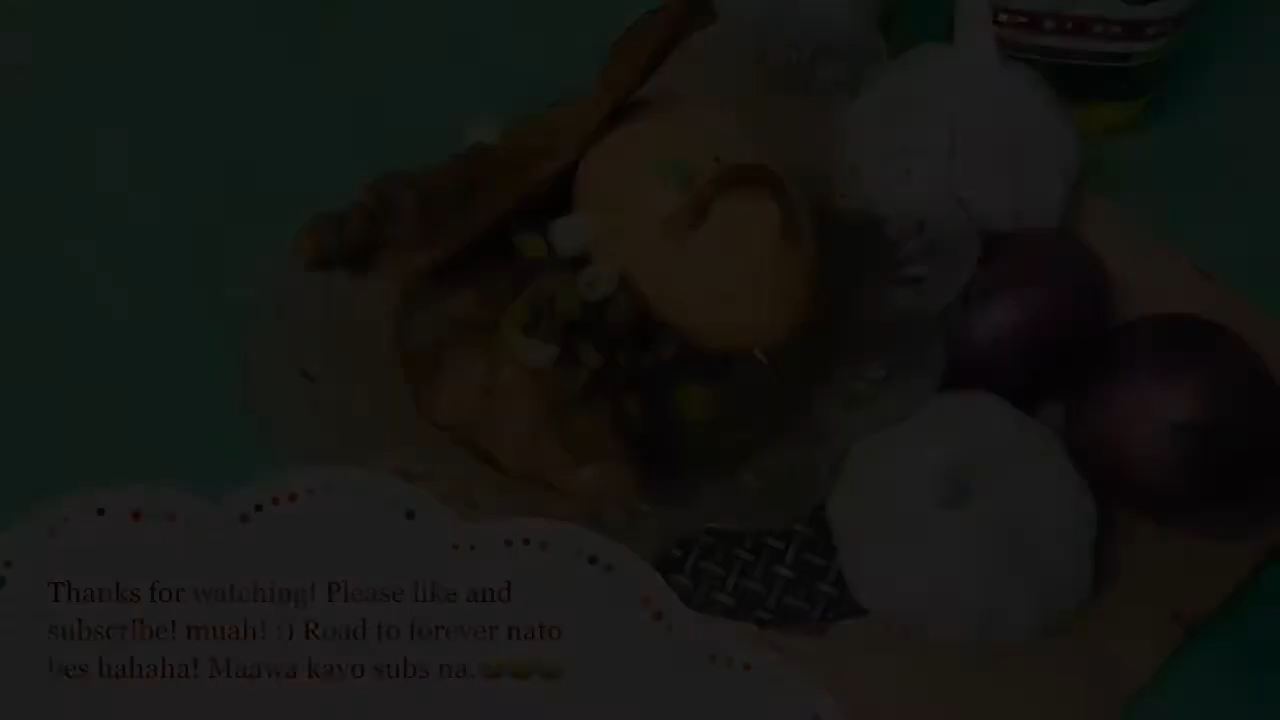 Thanks for watching! Please like and
subscribe! muah! :) Road to forever nato
bes hahaha! Maawa kayo subs na.